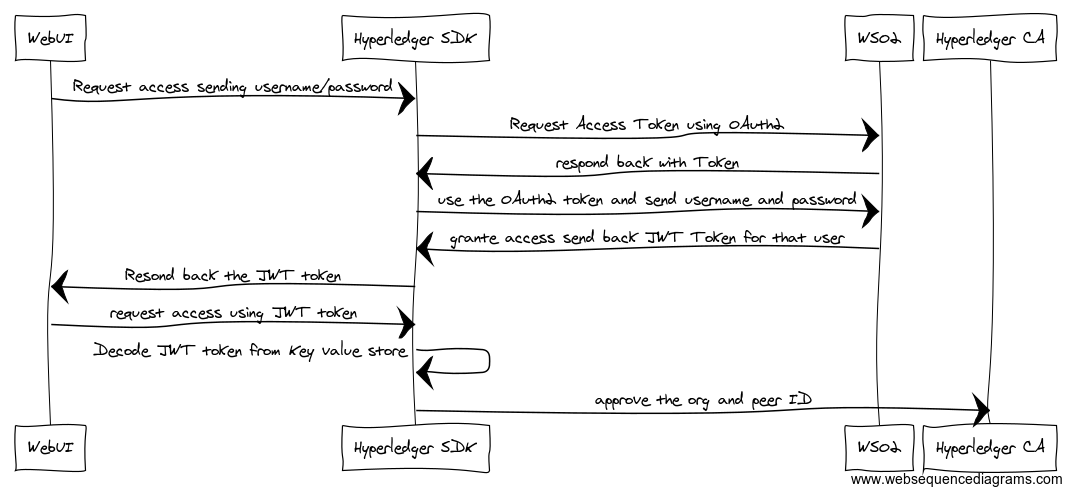 WebUI
Hyperledger SDK
WSO2
Hyperledger CA
Request access sending username/password
Request Access Token using OAuth2
respond back with Token
use the OAuth2 token and send username and password
grante access send back JWT Token for that user
Resond back the JWT token
request access using JWT token
Decode JWT token from key value store
approve the org and peer ID
WebUI
Hyperledger SDK
WSO2
Hyperledger CA
www.websequencediagrams.com